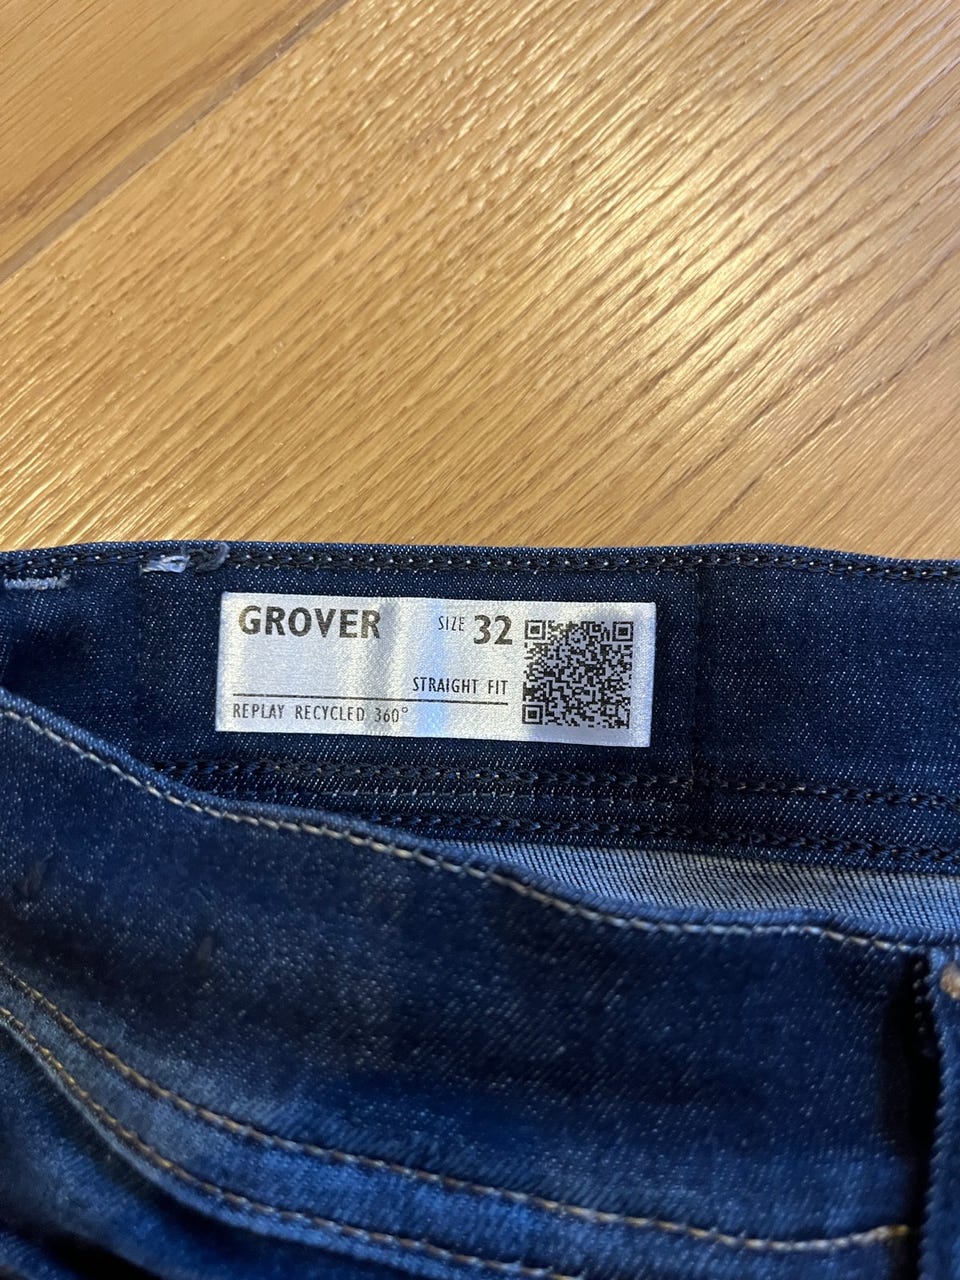 GROVER
SIZE 32
STRAIGHT FIT
REPLAY RECYCLED 360°